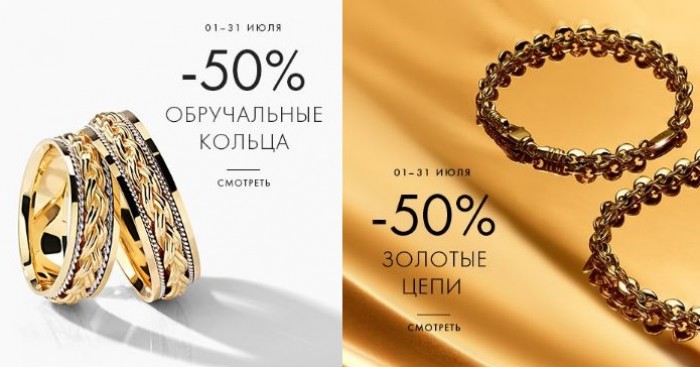 01–31 ИЮЛЯ
-50%
ОБРУЧАЛЬНЫЕ
КОЛЬЦА
СМОТРЕТЬ
01–31 ИЮЛЯ
-50%
ЗОЛОТЫЕ
ЦЕПИ
СМОТРЕТЬ